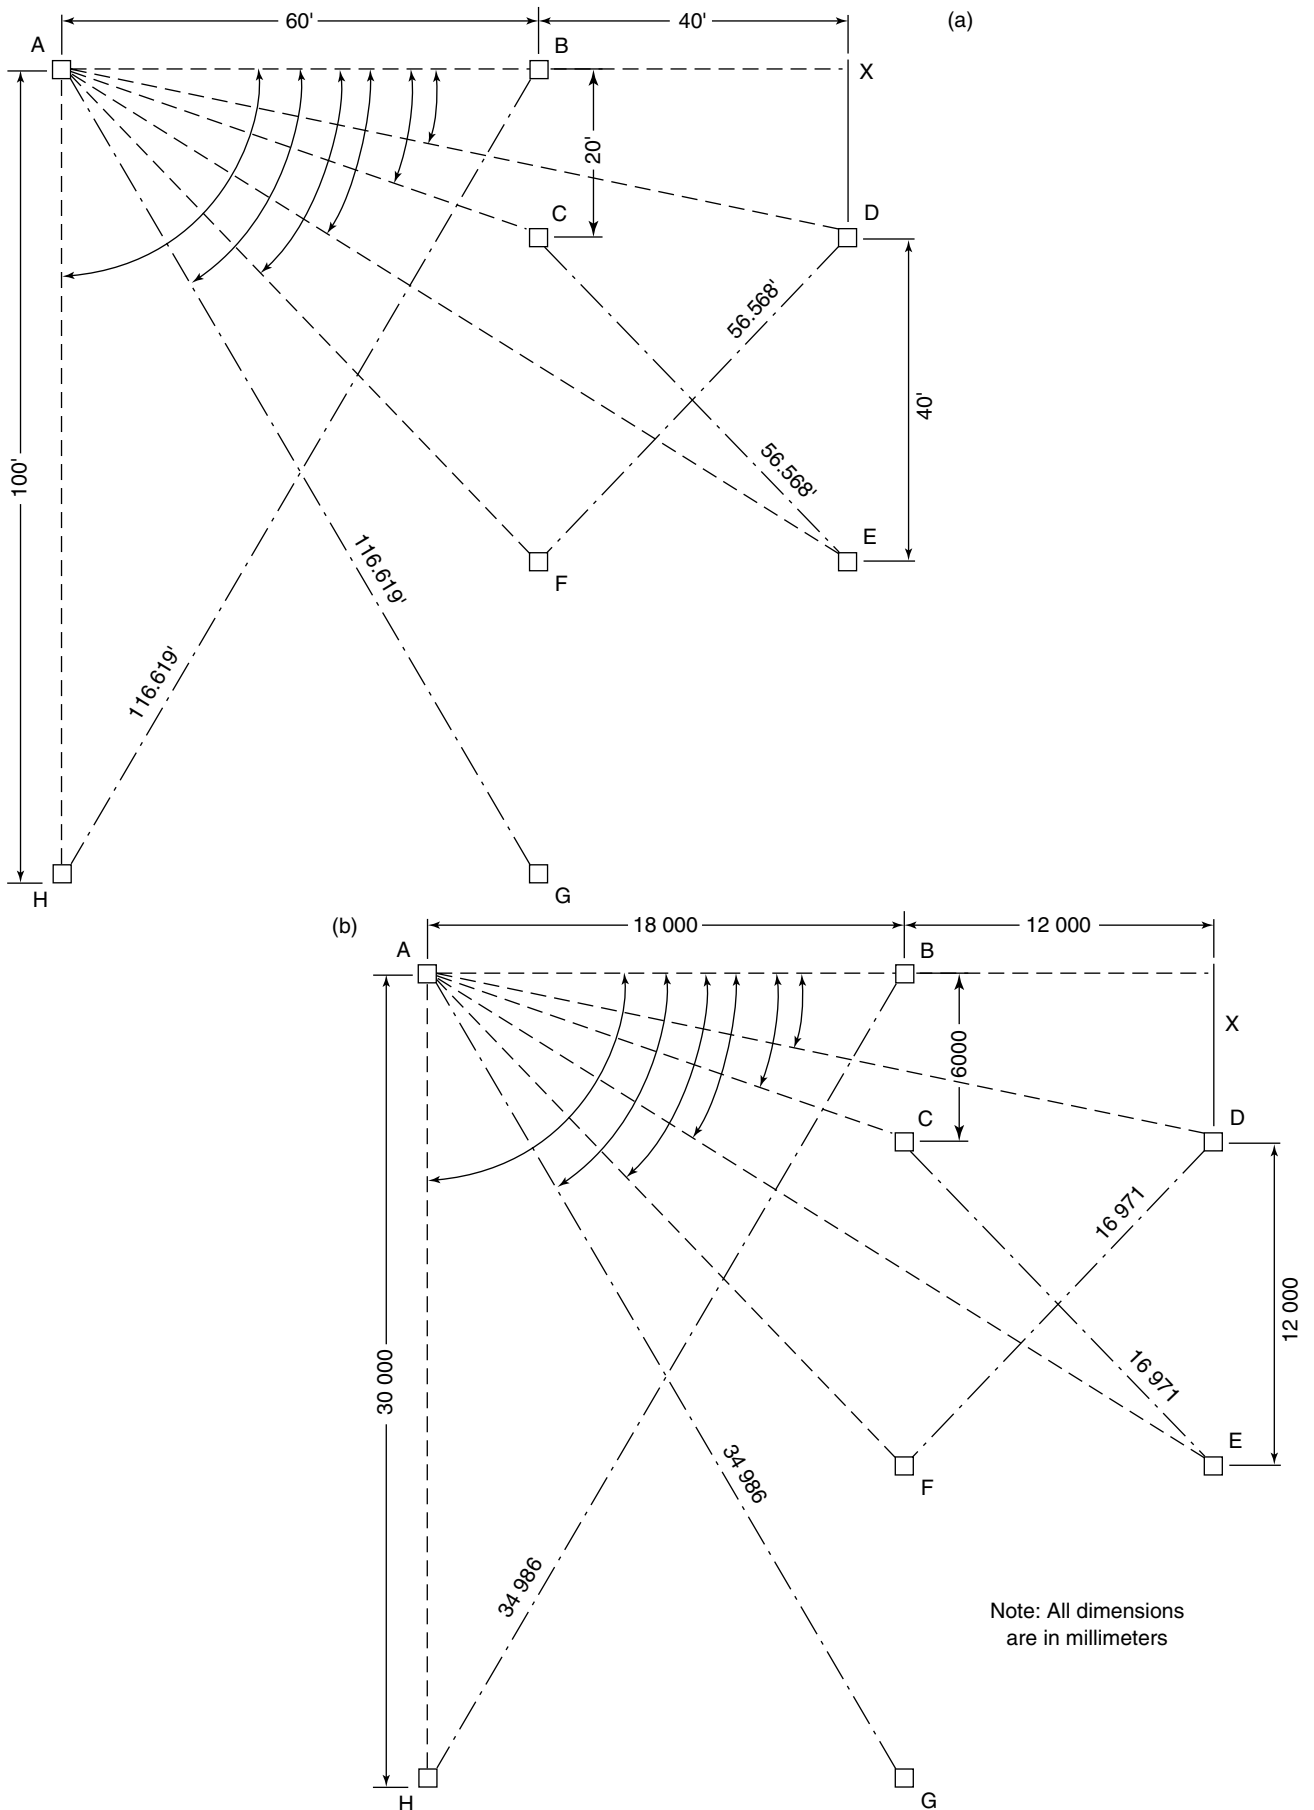 60'
40'
(a)
A
B
X
20'
C
D
56.568'
100'
40'
56.568'
E
F
116.619'
116.619'
H
G
(b)
18 000
12 000
A
B
X
6000
C
D
16 971
12 000
30 000
16 971
E
F
34 986
34 986
Note: All dimensions
are in millimeters
H
G